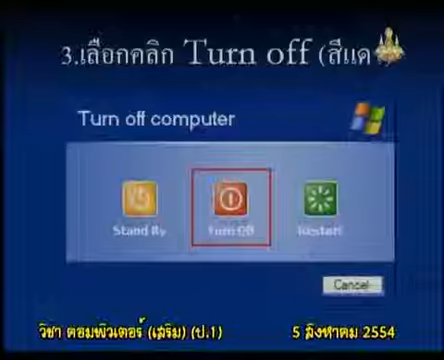 3.เลือกคลิก Turn off (สีแด
Turn off computer
Stand By Turn Off Restart
Cancel
วิชา คอมพิวเตอร์ (เสริม) (ป.1) 5 สิงหาคม 2554